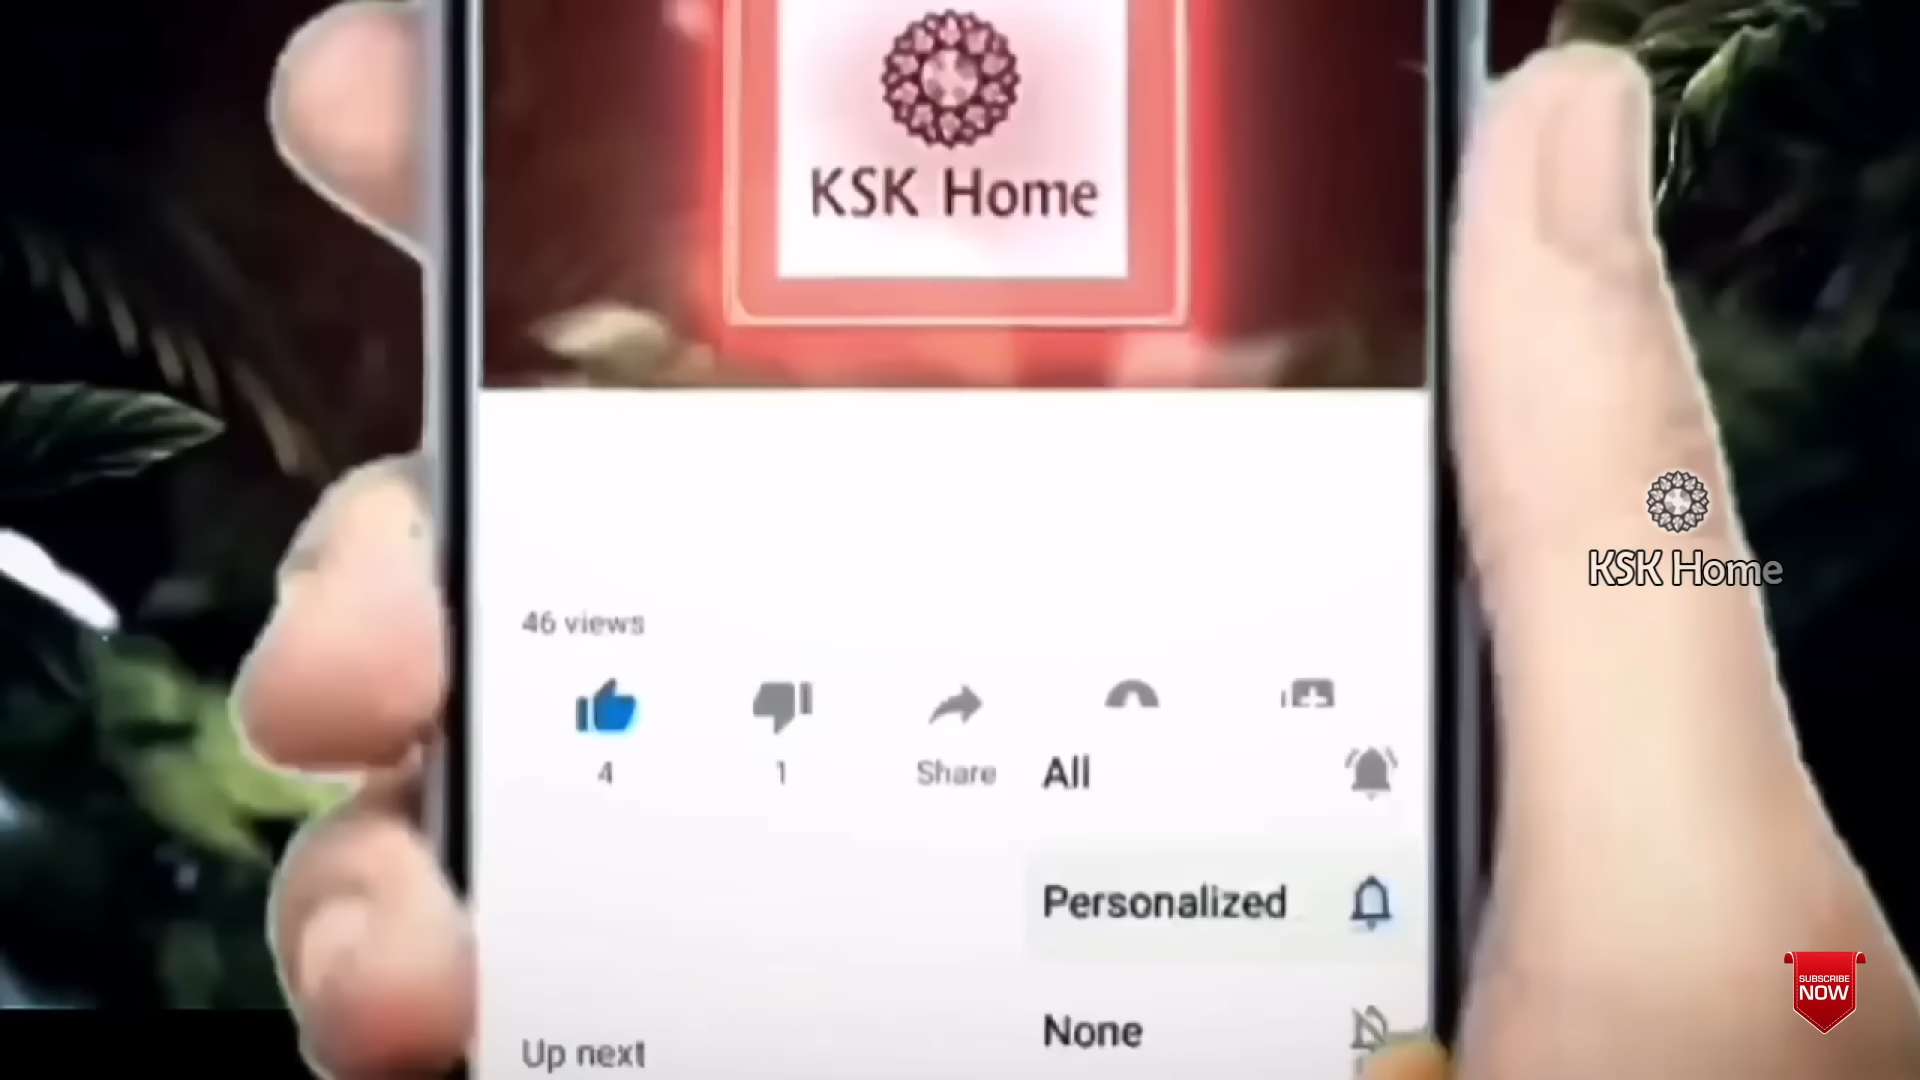 KSK Home
46 views
4
1
Share
All
Personalized
None
Up next
KSK Home
SUBSCRIBE
NOW